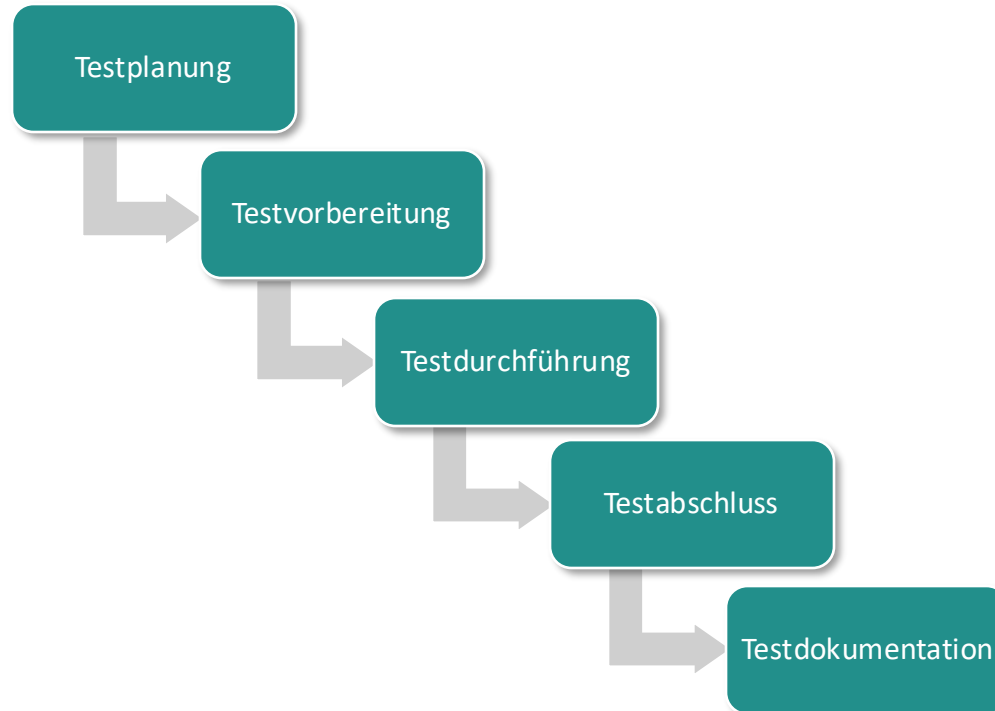 Testplanung
Testvorbereitung
Testdurchführung
Testabschluss
Testdokumentation